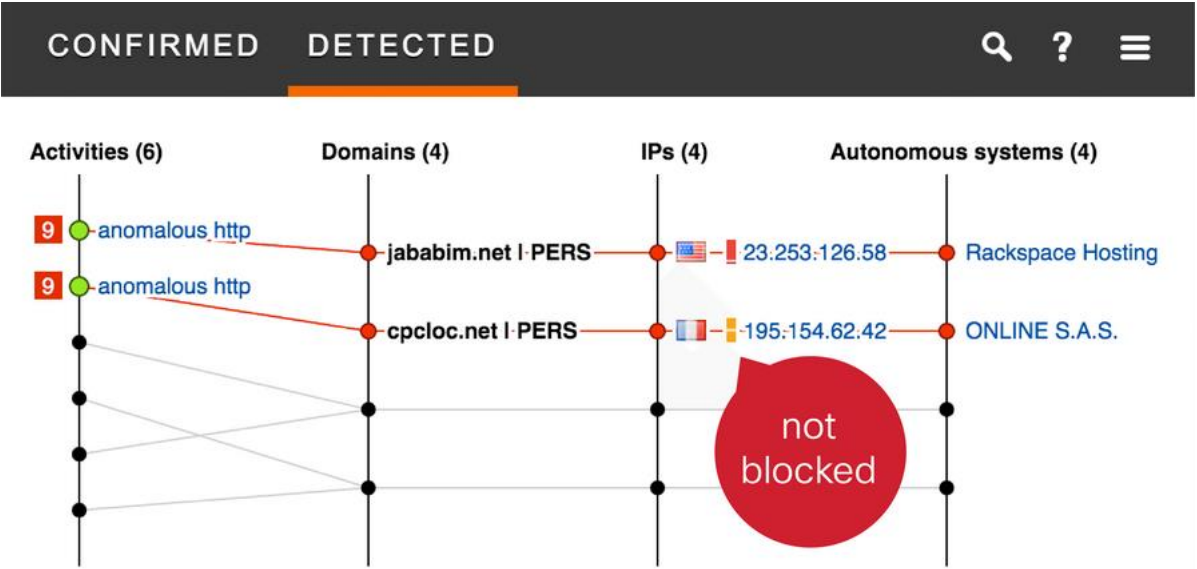 CONFIRMED DETECTED ?
Activities (6) Domains (4) IPs (4) Autonomous systems (4)
9 anomalous http
jababim.net | PERS 23.253.126.58 Rackspace Hosting
9 anomalous http
cpcloc.net | PERS 195.154.62.42 ONLINE S.A.S.
not
blocked